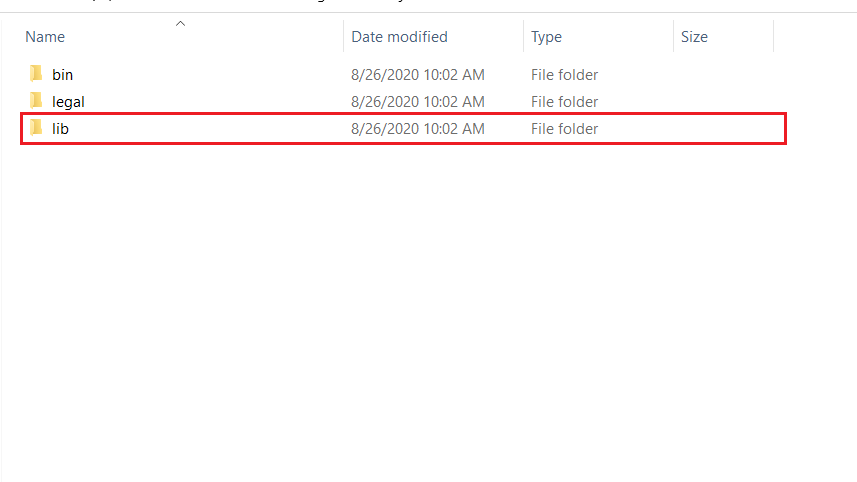 Name Date modified Type Size
bin 8/26/2020 10:02 AM File folder
legal 8/26/2020 10:02 AM File folder
lib 8/26/2020 10:02 AM File folder